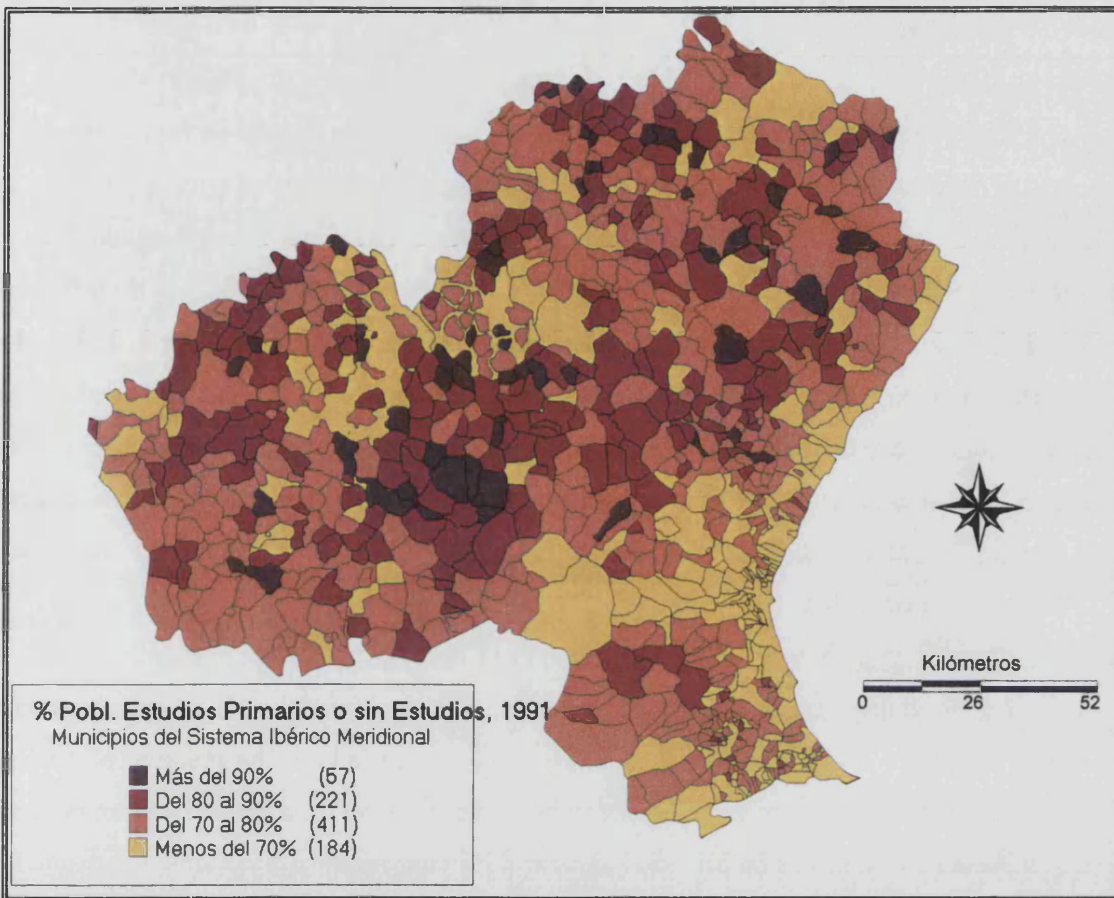 Kilómetros
0 26 52
% Pobl. Estudios Primarios o sin Estudios, 1991
Municipios del Sistema Ibérico Meridional
Más del 90% (57)
Del 80 al 90% (221)
Del 70 al 80% (411)
Menos del 70% (184)